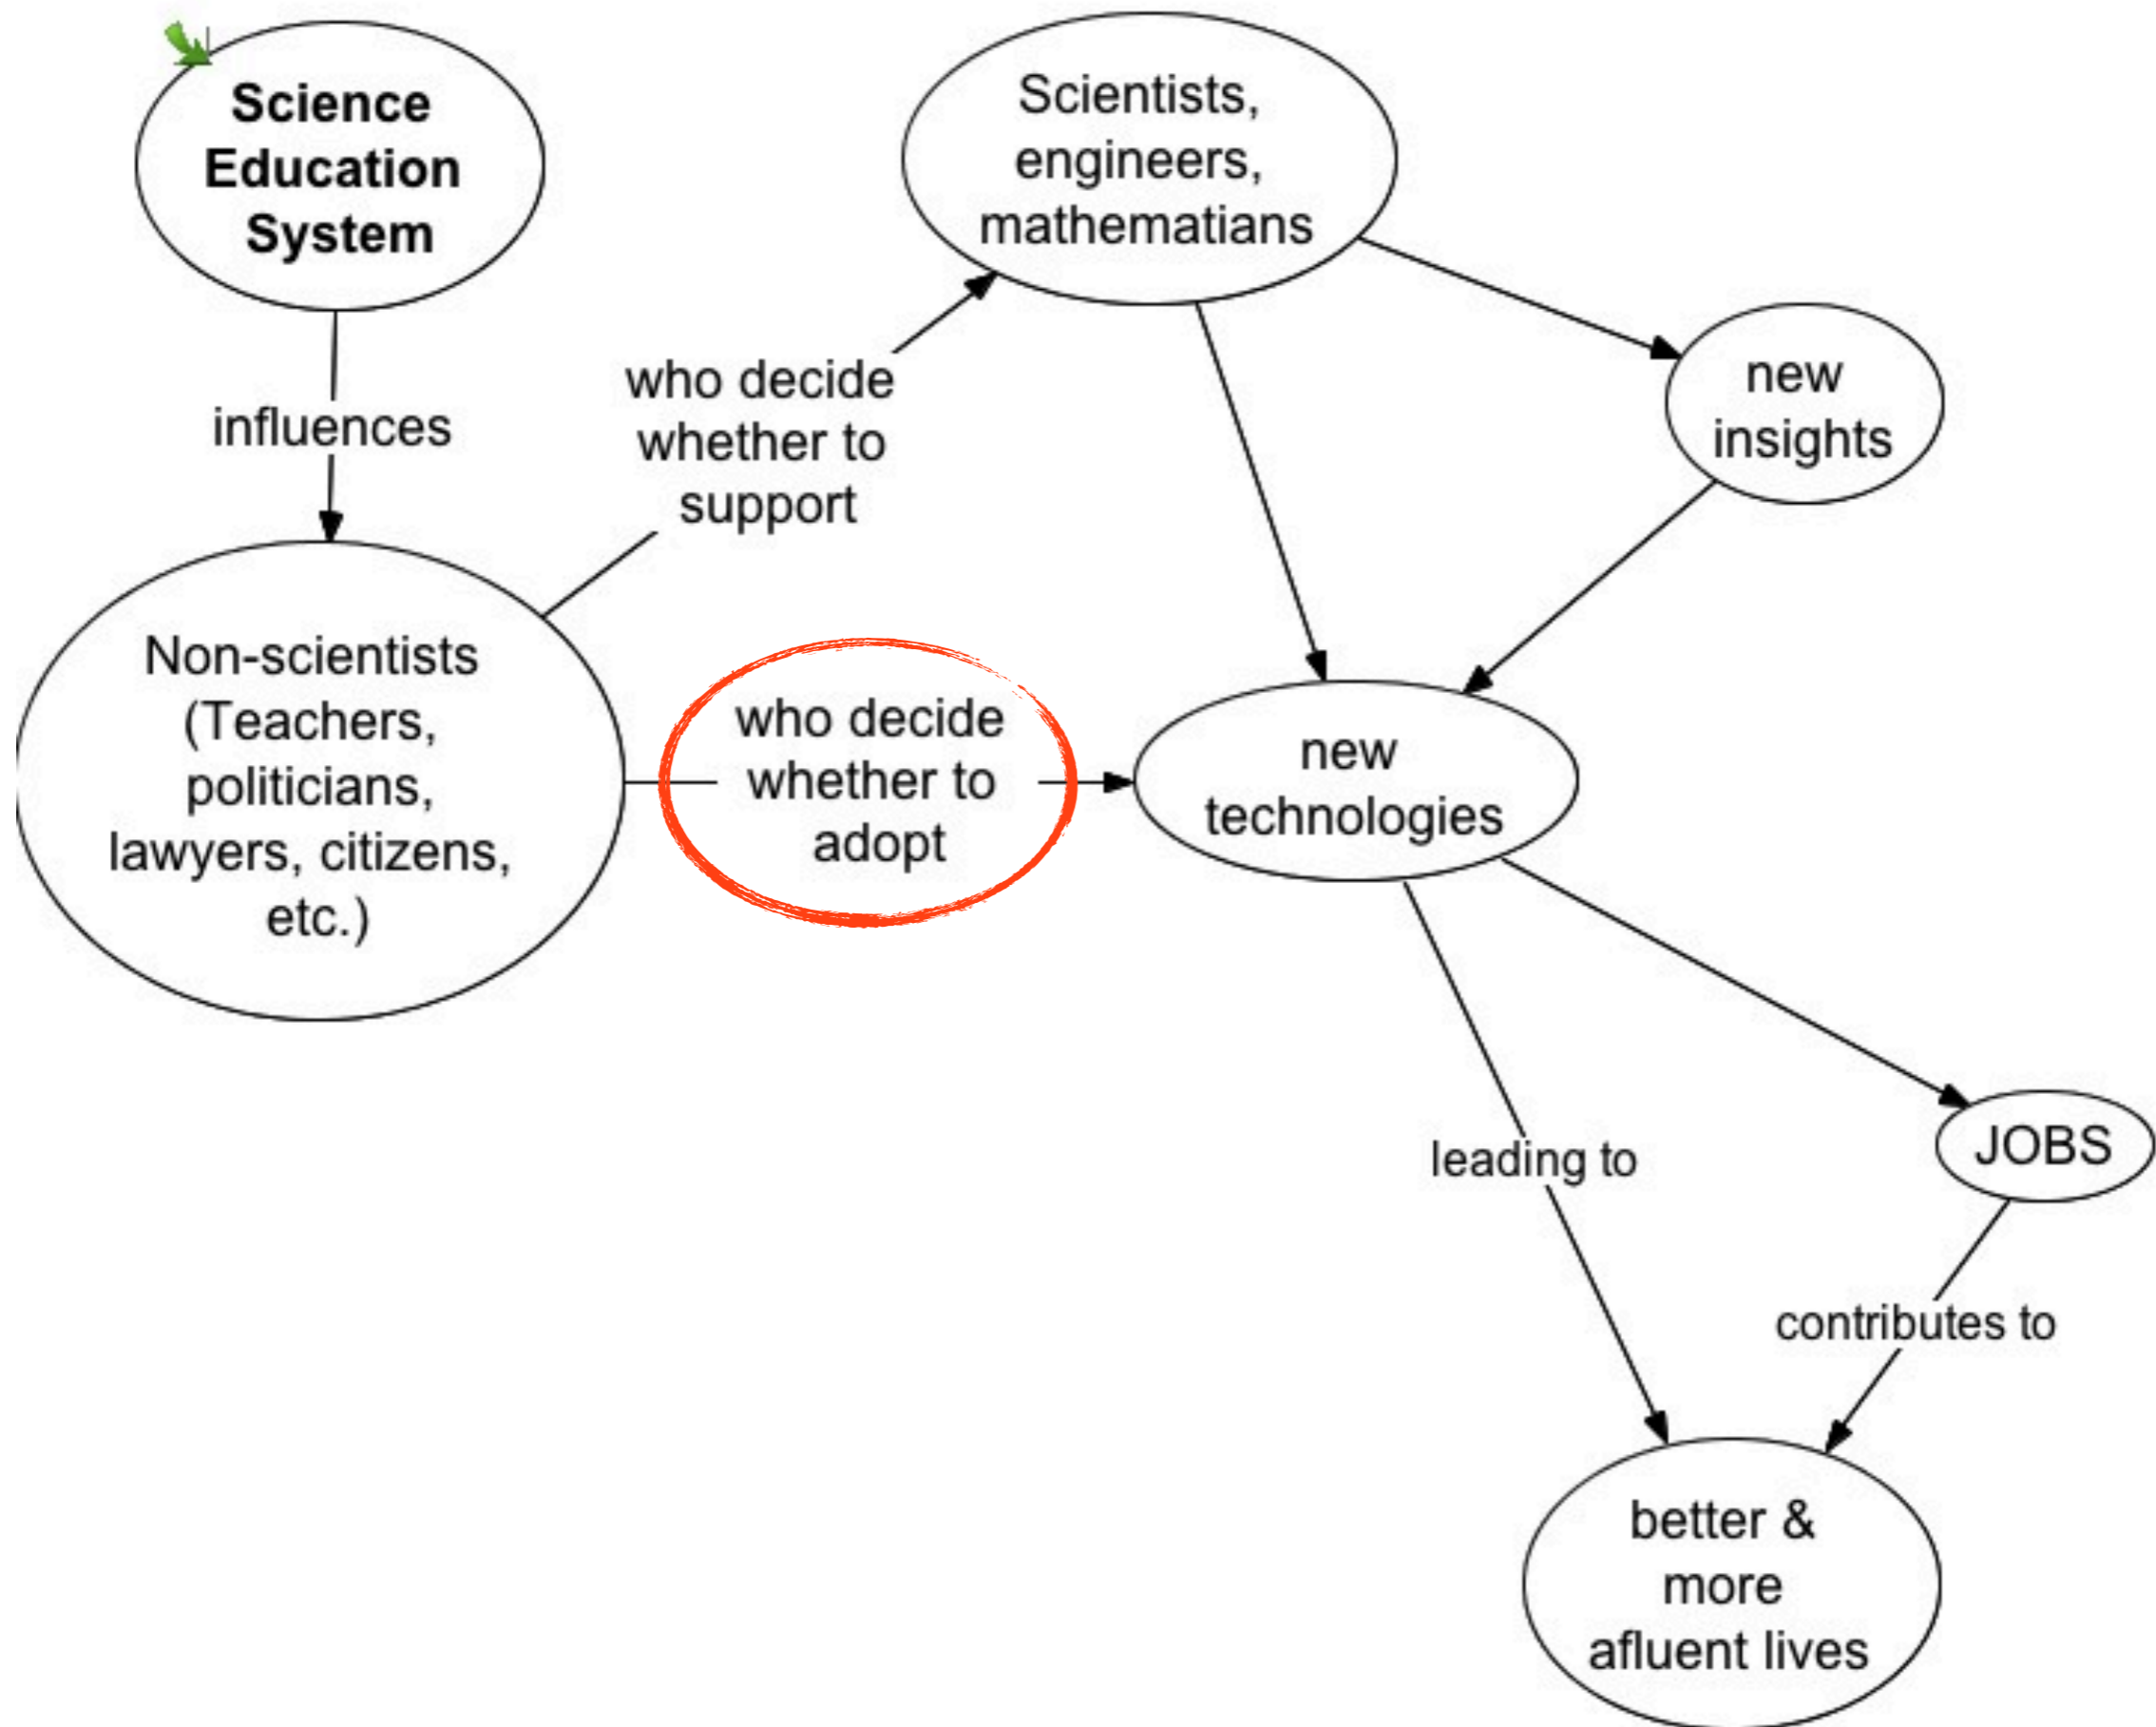 Science
Education
System
influences
Non-scientists
(Teachers,
politicians,
lawyers, citizens,
etc.)
who decide
whether to
support
Scientists,
engineers,
mathematians
new
insights
who decide
whether to
adopt
new
technologies
JOBS
leading to
contributes to
better &
more
afluent lives